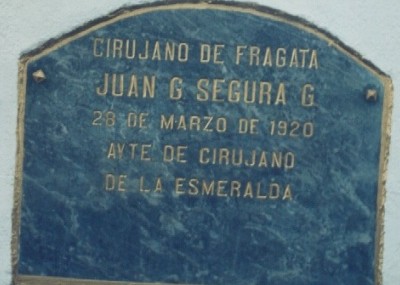 CIRUJANO DE FRAGATA
JUAN G. SEGURA G.
28 DE MARZO DE 1920
AYTE DE CIRUJANO
DE LA ESMERALDA